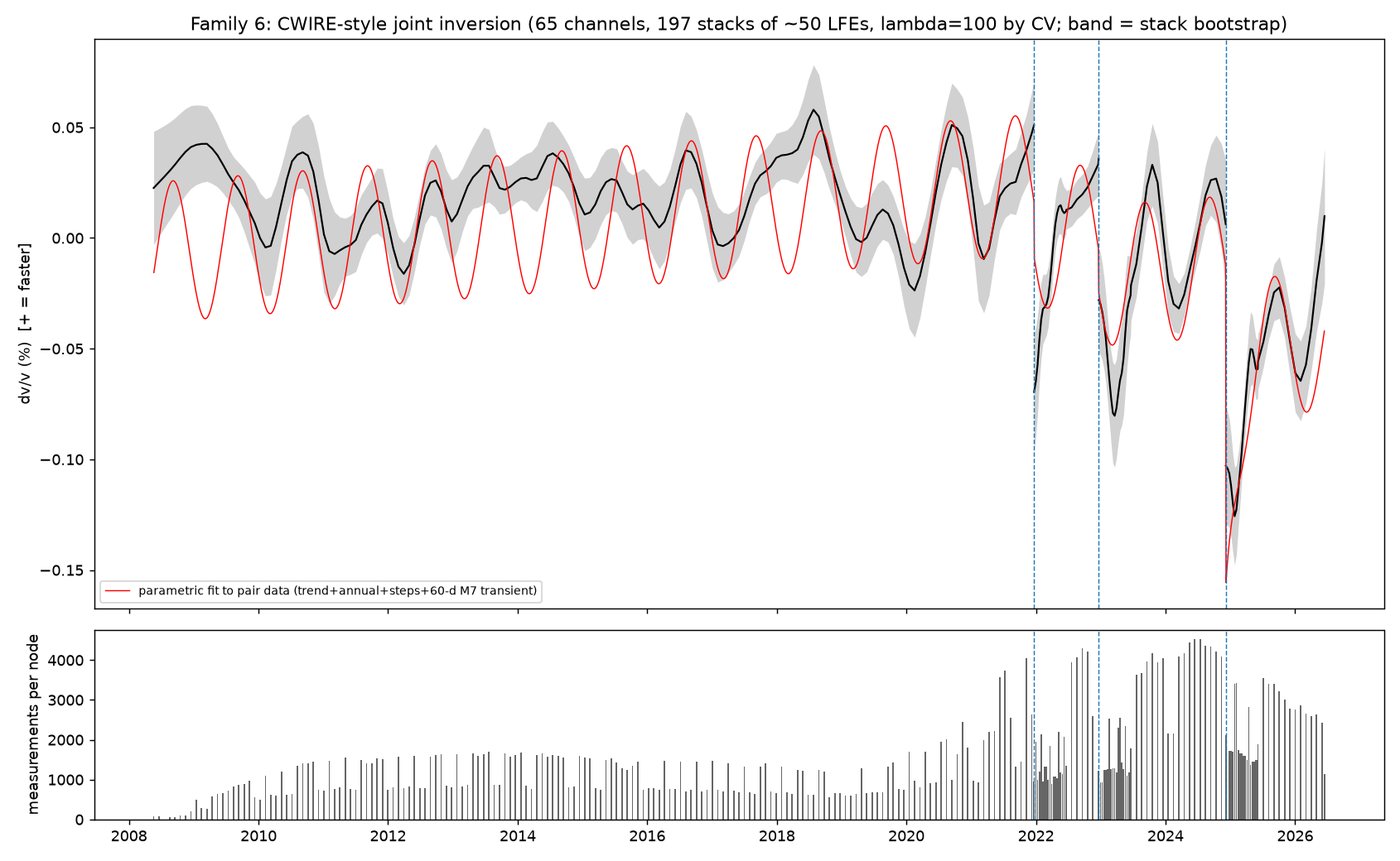 Family 6: CWIRE-style joint inversion (65 channels, 197 stacks of ~50 LFEs, lambda=100 by CV; band = stack bootstrap)
0.05
0.00
−0.05
−0.10
−0.15
dv/v (%)  [+ = faster]
parametric fit to pair data (trend+annual+steps+60-d M7 transient)
4000
3000
2000
1000
0
measurements per node
2008 2010 2012 2014 2016 2018 2020 2022 2024 2026